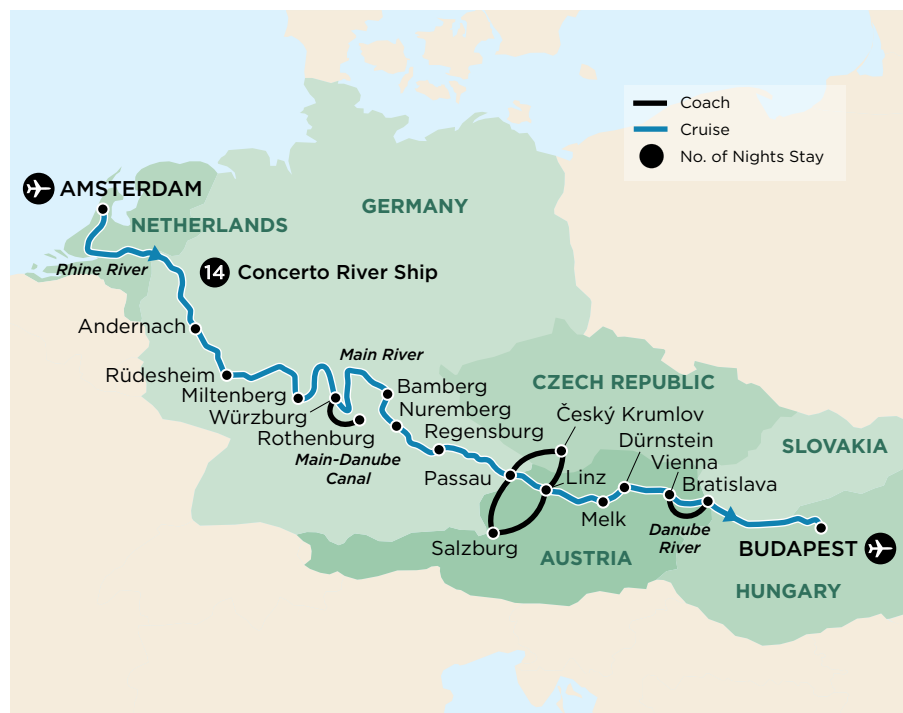 Coach
Cruise
No. of Nights Stay
AMSTERDAM
NETHERLANDS
GERMANY
Rhine River
14 Concerto River Ship
Andernach
Main River
Rüdesheim
Miltenberg
Bamberg
CZECH REPUBLIC
Würzburg
Nuremberg
Český Krumlov
Rothenburg
Regensburg
Dürnstein
SLOVAKIA
Main-Danube
Canal
Vienna
Passau
Linz
Bratislava
Melk
Danube
River
Salzburg
AUSTRIA
BUDAPEST
HUNGARY